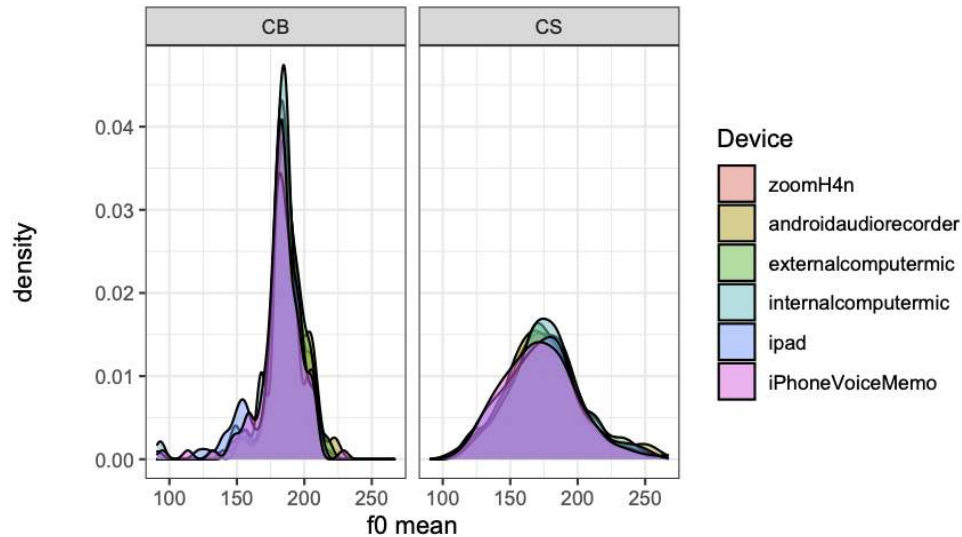 CB
CS
density
0.04
0.03
0.02
0.01
0.00
100 150 200 250
100 150 200 250
f0 mean
Device
zoomH4n
androidaudiorecorder
externalcomputermic
internalcomputermic
ipad
iPhoneVoiceMemo